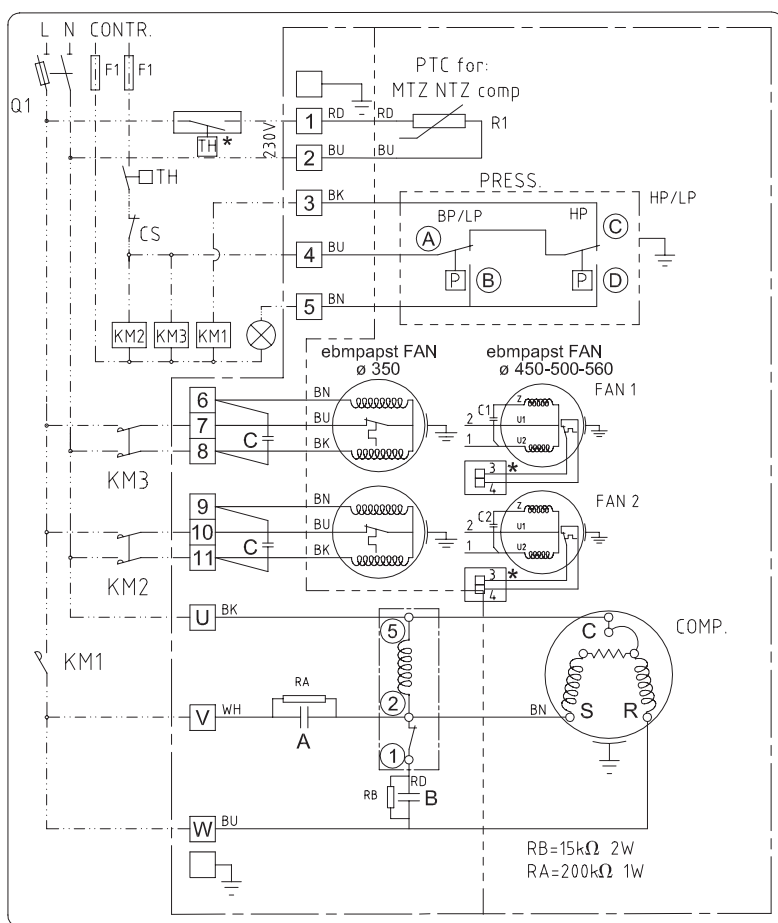 L N CONTR.
F1 F1
Q1
TH *
230V
TH
CS
KM2 KM3 KM1
PTC for:
MTZ NTZ comp
1 RD RD R1
2 BU BU
PRESS.
HP/LP
3 BK
BP/LP HP
A C
4 BU
P B P D
5 BN
ebmpapst FAN
ø 350
ebmpapst FAN
ø 450-500-560
FAN 1
6 BN
7 BU
8 BK
C
KM3
C1 Z
2 U1
1 U2
3 *
4
FAN 2
9 BN
10 BU
11 BK
C
KM2
C2 Z
2 U1
1 U2
3 *
4
U BK
5
C COMP.
KM1
RA
V WH
A
2
BN S R
1
RD
RB B
W BU
RB=15kΩ 2W
RA=200kΩ 1W